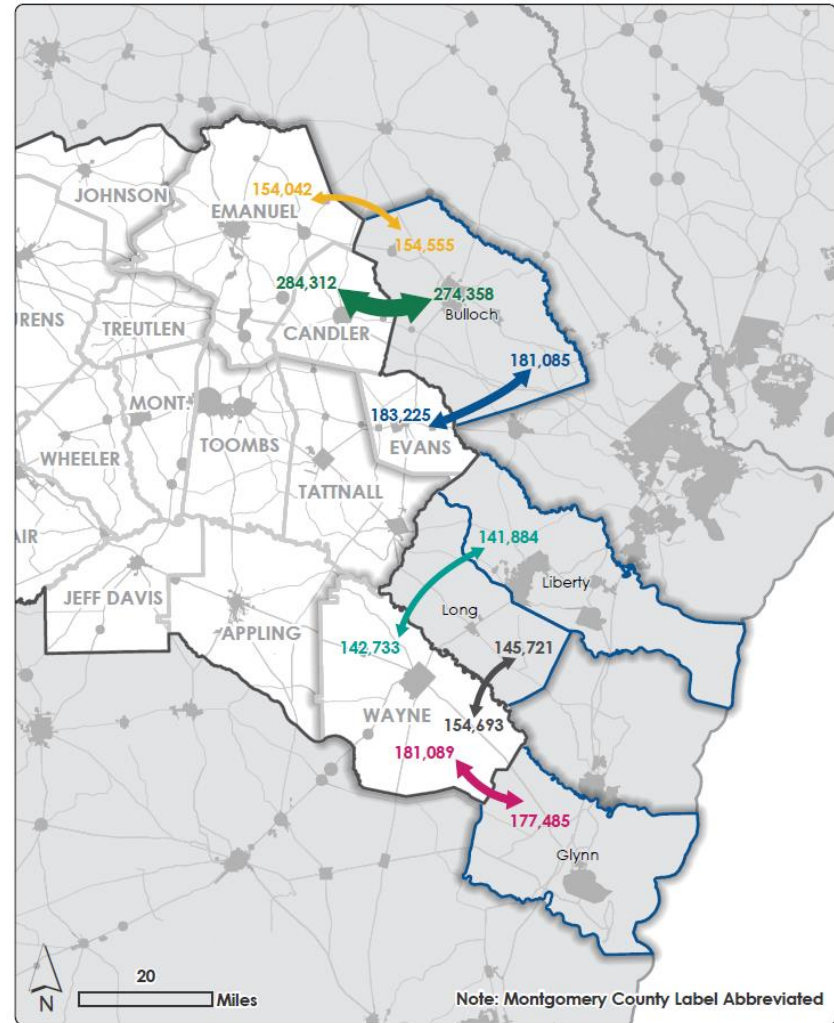 JOHNSON
154,042
EMANUEL
154,555
284,312
274,358
Bulloch
URENS
TREUTLEN
CANDLER
181,085
MONT.
183,225
EVANS
TOOMBS
WHEELER
TATTNALL
141,884
AIR
Liberty
JEFF DAVIS
Long
APPLING
142,733
145,721
WAYNE
154,693
181,089
177,485
Glynn
N
20
Miles
Note: Montgomery County Label Abbreviated